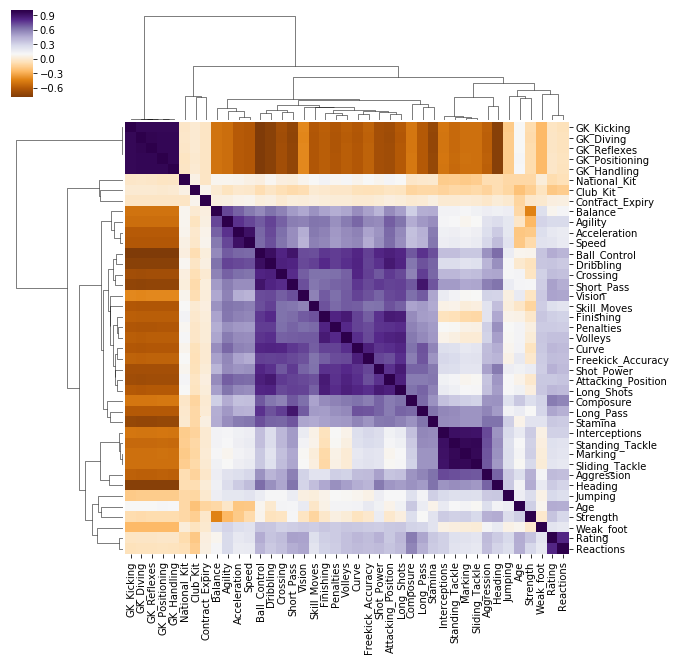 0.9
0.6
0.3
0.0
−0.3
−0.6
GK_Kicking
GK_Diving
GK_Reflexes
GK_Positioning
GK_Handling
National_Kit
Club_Kit
Contract_Expiry
Balance
Agility
Acceleration
Speed
Ball_Control
Dribbling
Crossing
Short_Pass
Vision
Skill_Moves
Finishing
Penalties
Volleys
Curve
Freekick_Accuracy
Shot_Power
Attacking_Position
Long_Shots
Composure
Long_Pass
Stamina
Interceptions
Standing_Tackle
Marking
Sliding_Tackle
Aggression
Heading
Jumping
Age
Strength
Weak_foot
Rating
Reactions
GK_Kicking
GK_Diving
GK_Reflexes
GK_Positioning
GK_Handling
National_Kit
Club_Kit
Contract_Expiry
Balance
Agility
Acceleration
Speed
Ball_Control
Dribbling
Crossing
Short_Pass
Vision
Skill_Moves
Finishing
Penalties
Volleys
Curve
Freekick_Accuracy
Shot_Power
Attacking_Position
Long_Shots
Composure
Long_Pass
Stamina
Interceptions
Standing_Tackle
Marking
Sliding_Tackle
Aggression
Heading
Jumping
Age
Strength
Weak_foot
Rating
Reactions